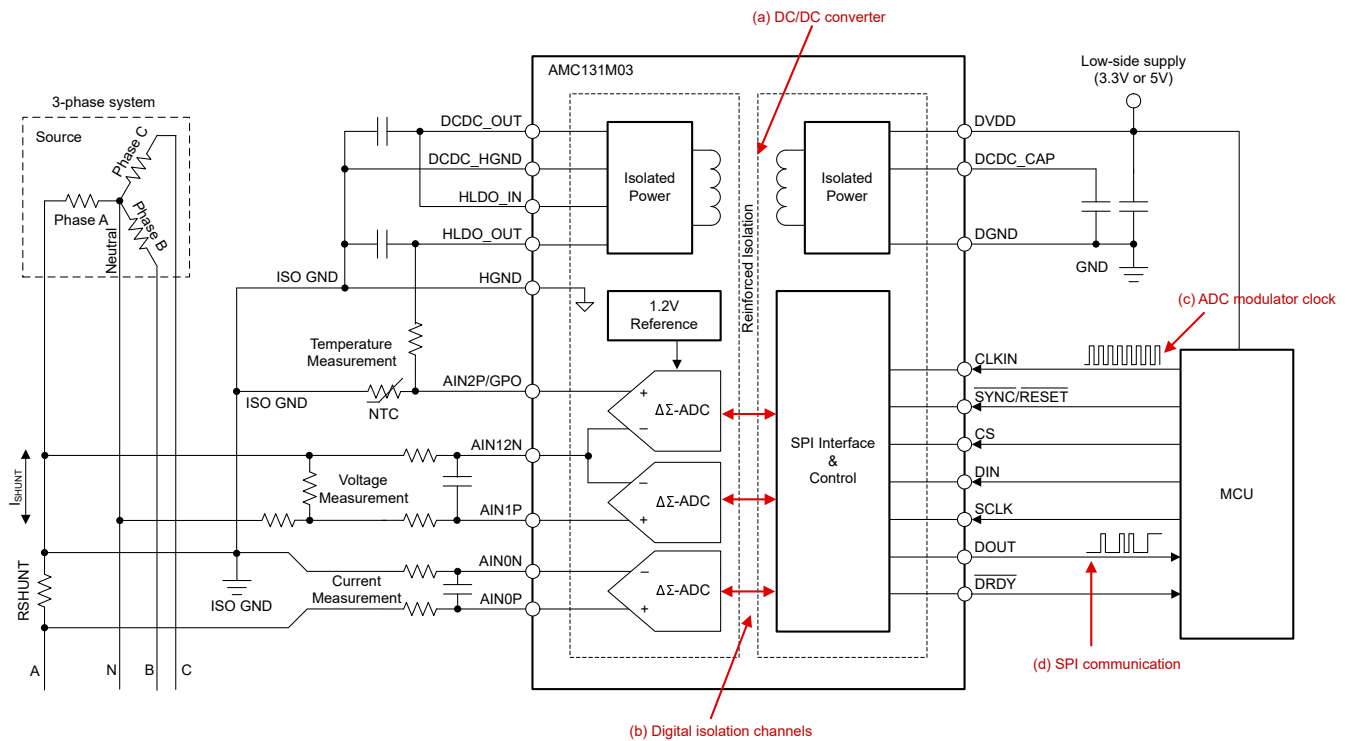 (a) DC/DC converter
AMC131M03
Low-side supply
(3.3V or 5V)
3-phase system
Source
Phase C
Phase A
Phase B
Neutral
DCDC_OUT
DCDC_HGND
HLDO_IN
HLDO_OUT
ISO GND
HGND
Isolated
Power
Reinforced Isolation
Isolated
Power
DVDD
DCDC_CAP
DGND
GND
1.2V
Reference
(c) ADC modulator clock
Temperature
Measurement
AIN2P/GPO
ISO GND
NTC
ΔΣ-ADC
CLKIN
SYNC/RESET
CS
DIN
SCLK
DOUT
DRDY
SPI Interface
&
Control
MCU
ISHUNT
Voltage
Measurement
AIN12N
AIN1P
ΔΣ-ADC
RSHUNT
ISO GND
Current
Measurement
AIN0N
AIN0P
ΔΣ-ADC
A
N
B
C
(d) SPI communication
(b) Digital isolation channels